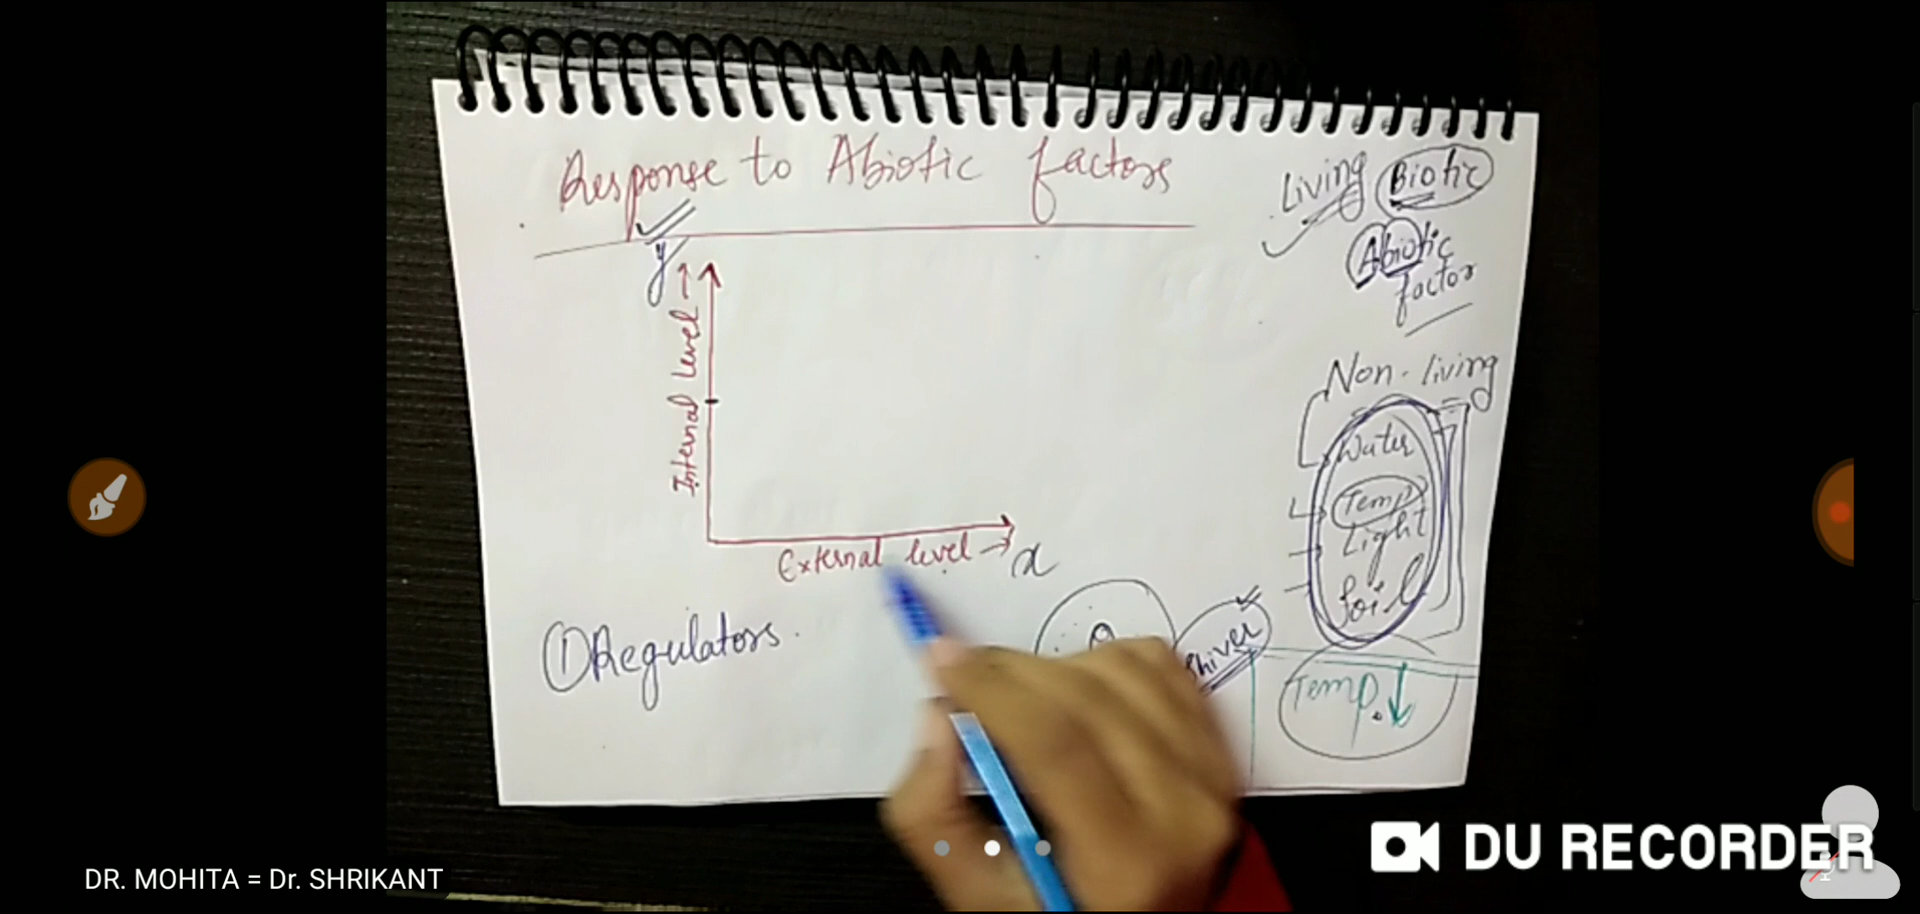 Response to Abiotic factors
Living Biotic
Abiotic
factor
y
Internal level →
External level →
x
Non-living
Water
Temp
Light
Soil
① Regulators.
Shiver
Temp. ↓
DU RECORDER
DR. MOHITA = Dr. SHRIKANT